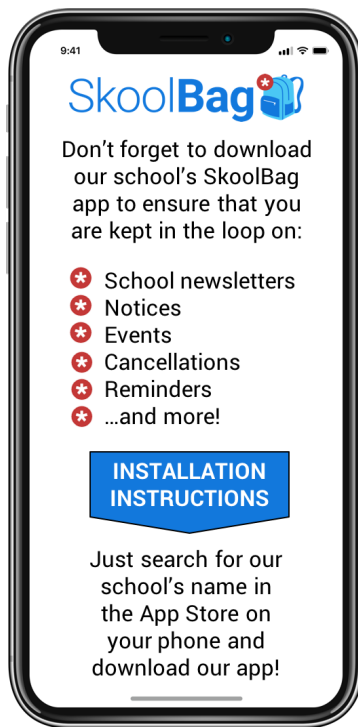 9:41
SkoolBag
Don't forget to download
our school's SkoolBag
app to ensure that you
are kept in the loop on:
School newsletters
Notices
Events
Cancellations
Reminders
...and more!
INSTALLATION
INSTRUCTIONS
Just search for our
school's name in
the App Store on
your phone and
download our app!